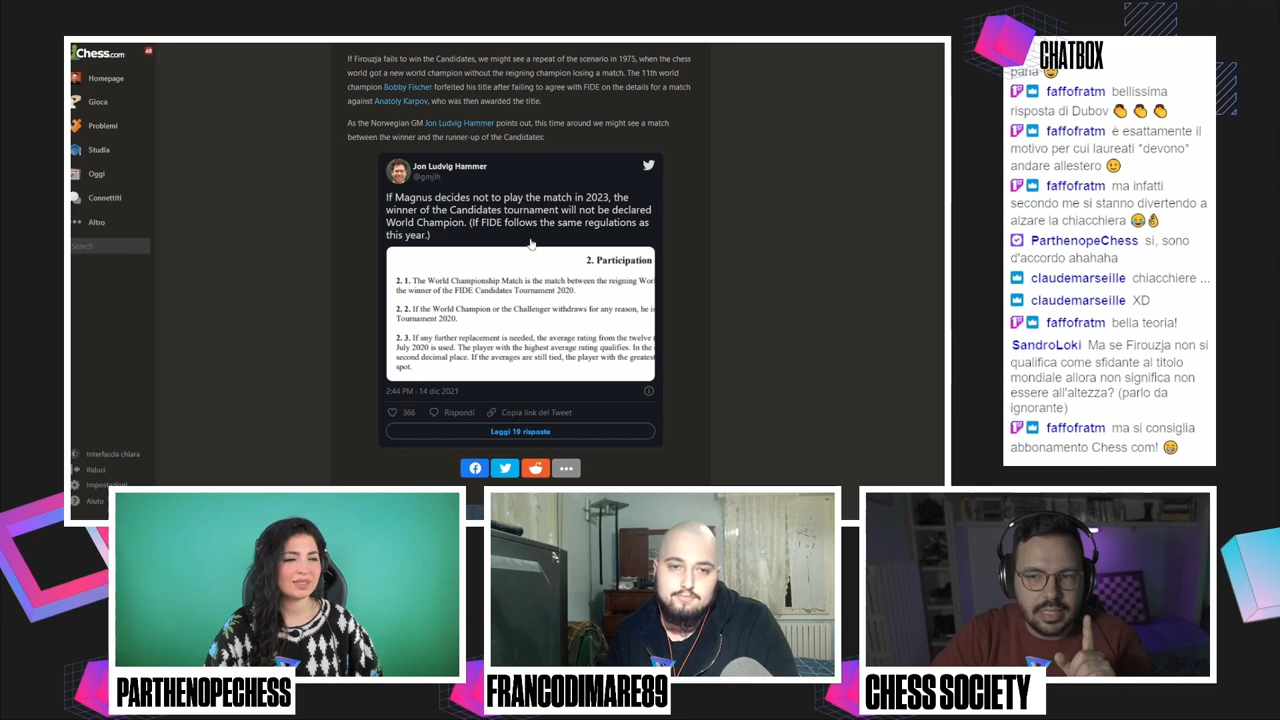 Chess.com
48
Homepage
Gioca
Problemi
Studia
Oggi
Connettiti
Altro
Search
Interfaccia chiara
Riduci
Impostazioni
Aiuto
If Firouzja fails to win the Candidates, we might see a repeat of the scenario in 1975, when the chess
world got a new world champion without the reigning champion losing a match. The 11th world
champion Bobby Fischer forfeited his title after failing to agree with FIDE on the details for a match
against Anatoly Karpov, who was then awarded the title.
As the Norwegian GM Jon Ludvig Hammer points out, this time around we might see a match
between the winner and the runner-up of the Candidates:
Jon Ludvig Hammer
@gmjlh
If Magnus decides not to play the match in 2023, the
winner of the Candidates tournament will not be declared
World Champion. (If FIDE follows the same regulations as
this year.)
2. Participation
2. 1. The World Championship Match is the match between the reigning Wor
the winner of the FIDE Candidates Tournament 2020.
2. 2. If the World Champion or the Challenger withdraws for any reason, he is
Tournament 2020.
2. 3. If any further replacement is needed, the average rating from the twelve
July 2020 is used. The player with the highest average rating qualifies. In the
second decimal place. If the averages are still tied, the player with the greatest
spot.
2:44 PM · 14 dic 2021
366 Rispondi Copia link del Tweet
Leggi 19 risposte
CHATBOX
faffofratm bellissima
risposta di Dubov
faffofratm è esattamente il
motivo per cui laureati "devono"
andare allestero
faffofratm ma infatti
secondo me si stanno divertendo a
alzare la chiacchiera
ParthenopeChess si, sono
d'accordo ahahaha
claudemarseille chiacchiere ...
claudemarseille XD
faffofratm bella teoria!
SandroLoki Ma se Firouzja non si
qualifica come sfidante al titolo
mondiale allora non significa non
essere all'altezza? (parlo da
ignorante)
faffofratm ma si consiglia
abbonamento Chess com!
PARTHENOPECHESS
FRANCODIMARE89
CHESS SOCIETY